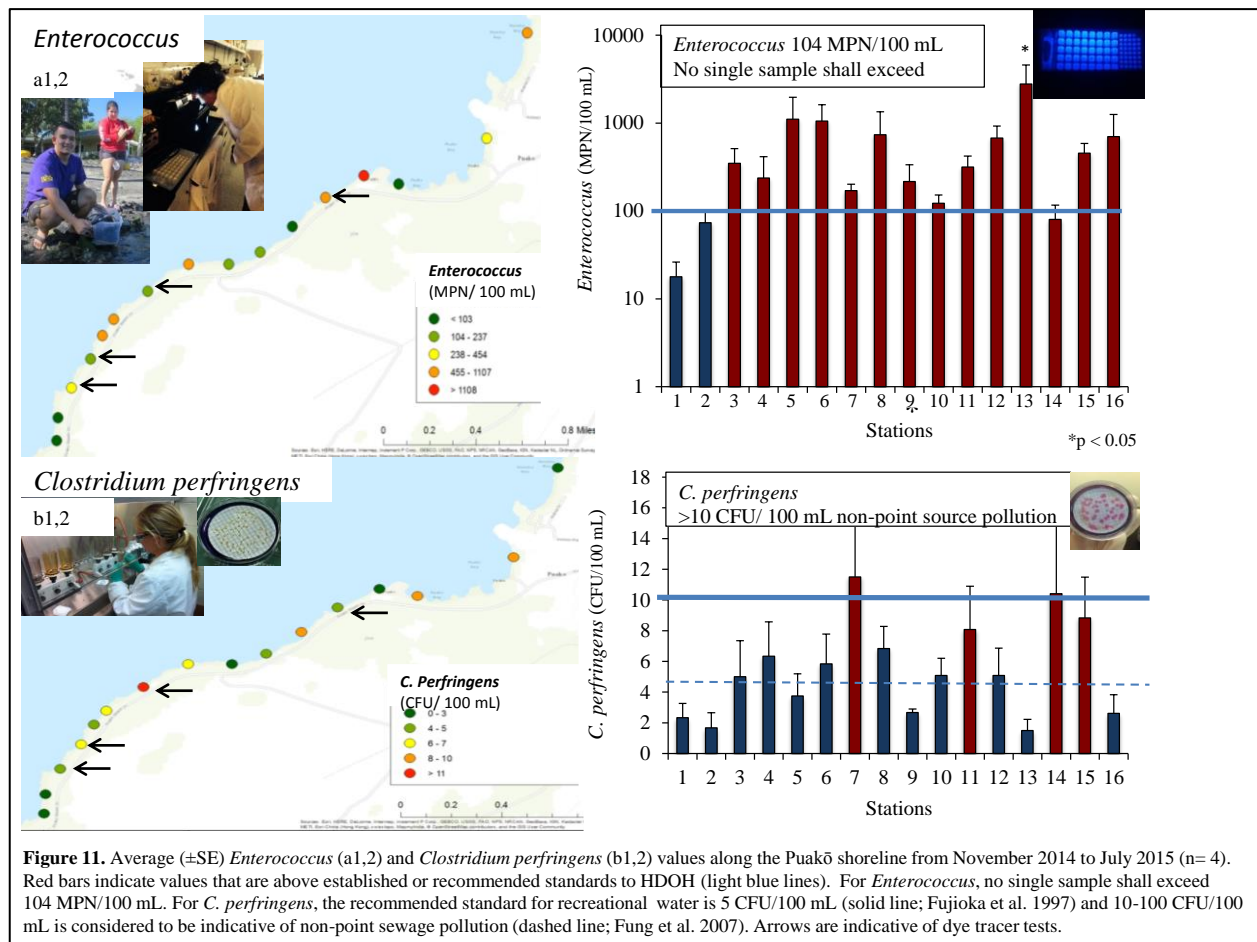 Enterococcus
a1,2
Enterococcus
(MPN/ 100 mL)
< 103
104 - 237
238 - 454
455 - 1107
> 1108
0 0.2 0.4 0.8 Miles
Enterococcus (MPN/100 mL)
10000
1000
100
10
1
Enterococcus 104 MPN/100 mL
No single sample shall exceed
*
1 2 3 4 5 6 7 8 9 10 11 12 13 14 15 16
*
Stations
*p < 0.05
Clostridium perfringens
b1,2
C. Perfringens
(CFU/ 100 mL)
0 - 3
4 - 5
6 - 7
8 - 10
> 11
0 0.2 0.4 0.8
C. perfringens (CFU/100 mL)
18
16
14
12
10
8
6
4
2
0
C. perfringens
>10 CFU/ 100 mL non-point source pollution
1 2 3 4 5 6 7 8 9 10 11 12 13 14 15 16
Stations
Figure 11. Average (±SE) Enterococcus (a1,2) and Clostridium perfringens (b1,2) values along the Puakō shoreline from November 2014 to July 2015 (n= 4).
Red bars indicate values that are above established or recommended standards to HDOH (light blue lines). For Enterococcus, no single sample shall exceed
104 MPN/100 mL. For C. perfringens, the recommended standard for recreational water is 5 CFU/100 mL (solid line; Fujioka et al. 1997) and 10-100 CFU/100
mL is considered to be indicative of non-point sewage pollution (dashed line; Fung et al. 2007). Arrows are indicative of dye tracer tests.